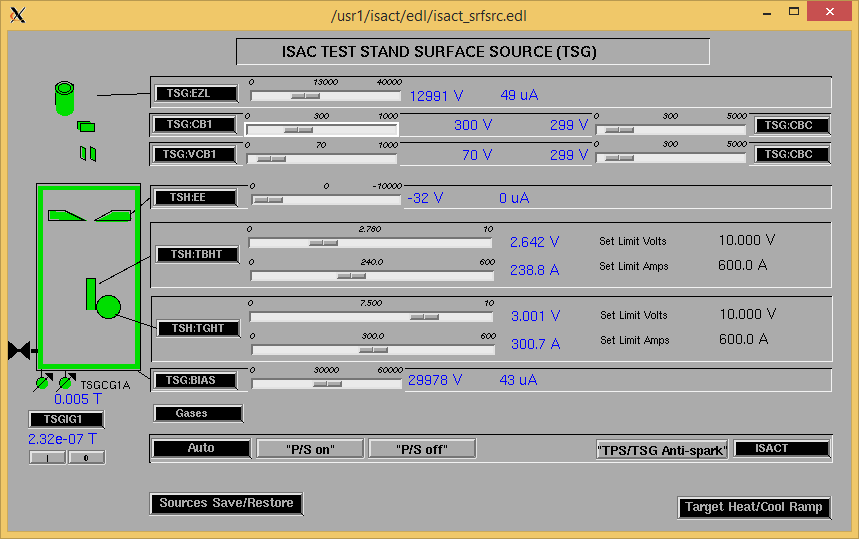 /usr1/isact/edl/isact_srfsrc.edl
ISAC TEST STAND SURFACE SOURCE (TSG)
TSG:EZL 0 13000 40000 12991 V 49 uA
TSG:CB1 0 300 1000 300 V 299 V 0 300 5000 TSG:CBC
TSG:VCB1 0 70 1000 70 V 299 V 0 300 5000 TSG:CBC
TSH:EE 0 0 -10000 -32 V 0 uA
TSH:TBHT 0 2.780 10 2.642 V Set Limit Volts 10.000 V
0 240.0 600 238.8 A Set Limit Amps 600.0 A
TSH:TGHT 0 7.500 10 3.001 V Set Limit Volts 10.000 V
0 300.0 600 300.7 A Set Limit Amps 600.0 A
TSG:BIAS 0 30000 60000 29978 V 43 uA
TSGCG1A
0.005 T
TSGIG1
2.32e-07 T
I 0
Gases
Auto "P/S on" "P/S off" "TPS/TSG Anti-spark" ISACT
Sources Save/Restore
Target Heat/Cool Ramp